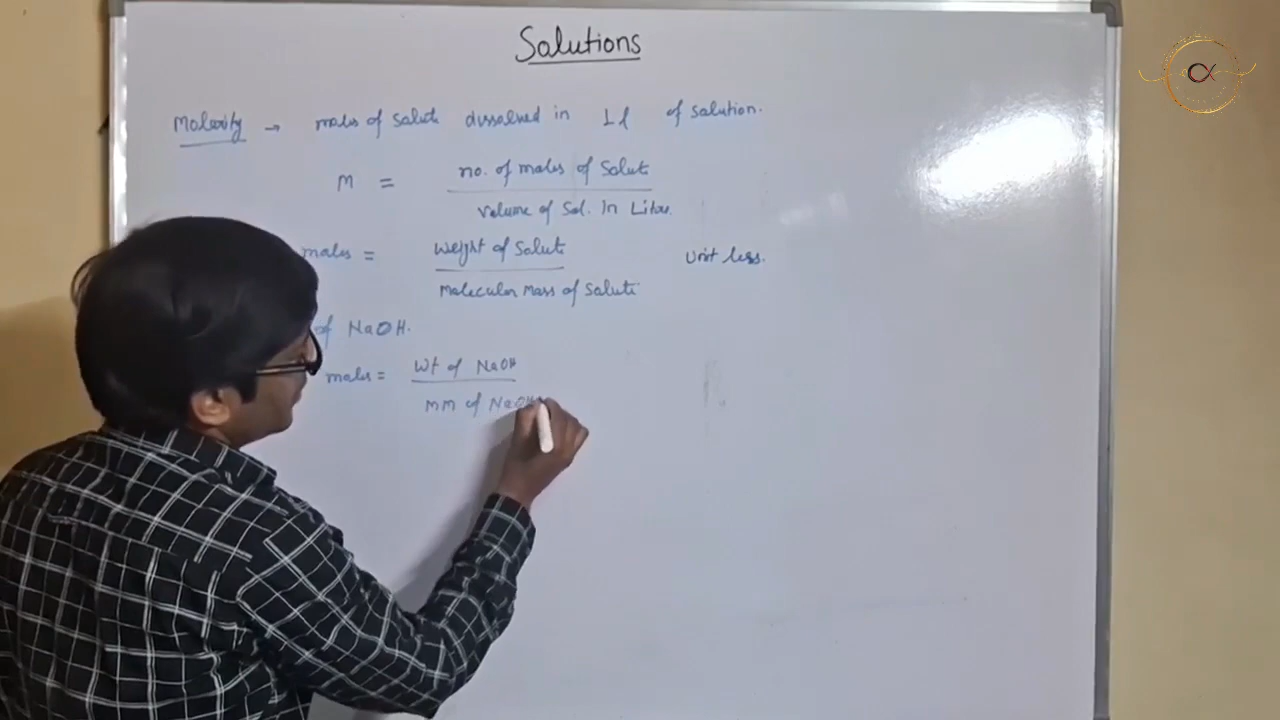 Solutions
Molarity → moles of Solute dissolved in 1 l of solution.
M = no. of moles of Solute
volume of Sol. In Liter.
moles = Weight of Solute Unit less.
Molecular Mass of Solute
of NaOH.
moles = Wt of NaOH
MM of NaOH